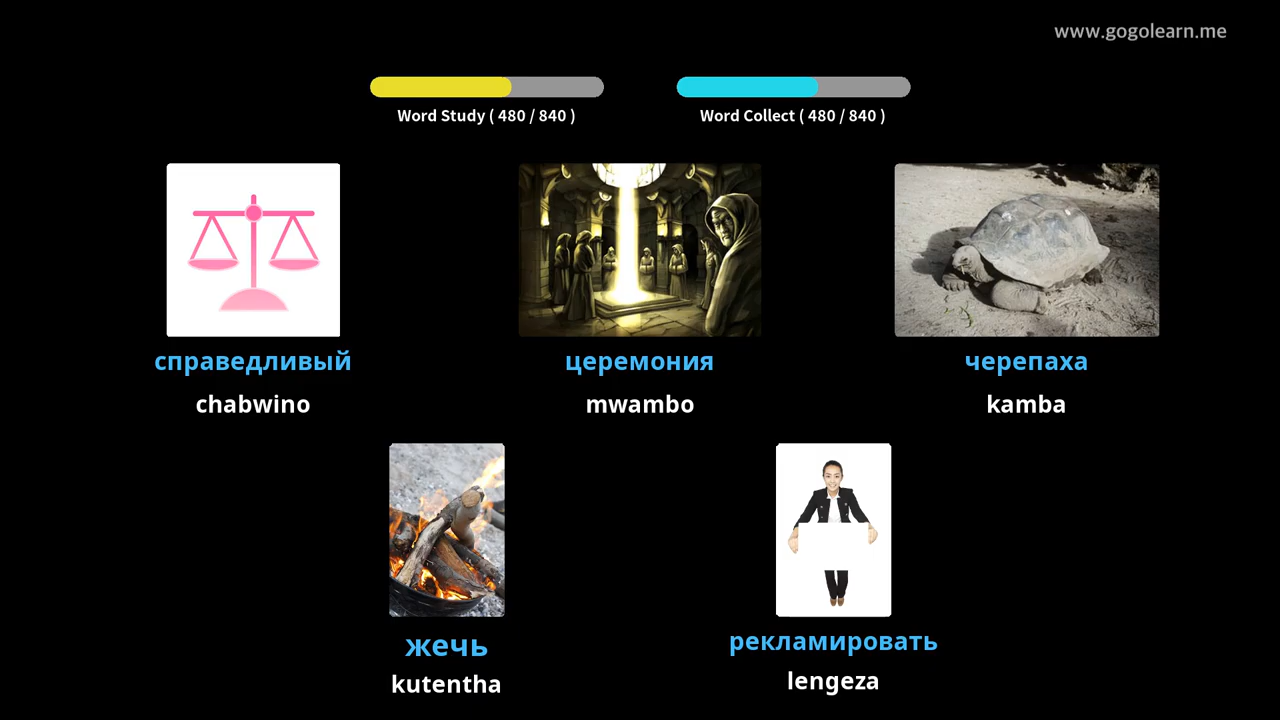 www.gogolearn.me
Word Study ( 480 / 840 )
Word Collect ( 480 / 840 )
справедливый
церемония
черепаха
chabwino
mwambo
kamba
жечь
рекламировать
kutentha
lengeza